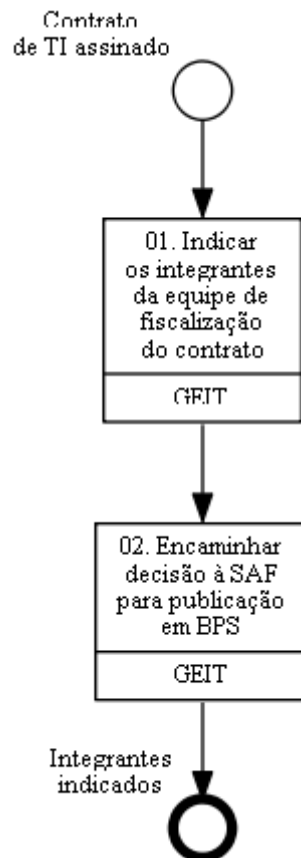 Contrato
de TI assinado
01. Indicar
os integrantes
da equipe de
fiscalização
do contrato
GEIT
02. Encaminhar
decisão à SAF
para publicação
em BPS
GEIT
Integrantes
indicados